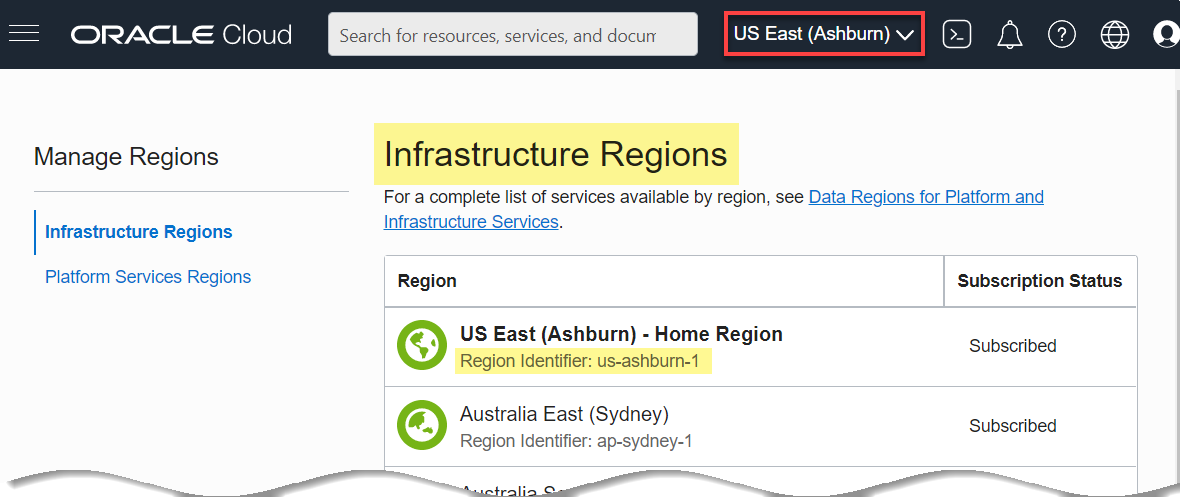 ORACLE Cloud
Search for resources, services, and docum
US East (Ashburn)
Manage Regions
Infrastructure Regions
Platform Services Regions
Infrastructure Regions
For a complete list of services available by region, see Data Regions for Platform and
Infrastructure Services.
Region Subscription Status
US East (Ashburn) - Home Region
Region Identifier: us-ashburn-1
Subscribed
Australia East (Sydney)
Region Identifier: ap-sydney-1
Subscribed
Australia